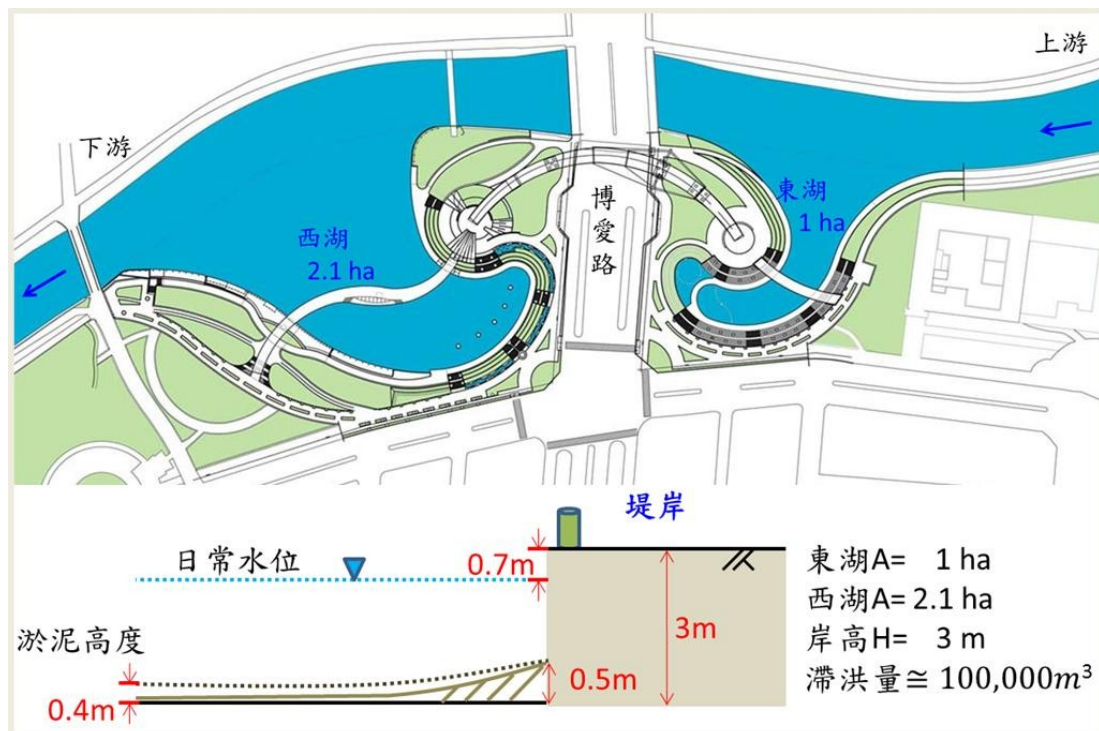 上游
下游
東湖
1 ha
博愛路
西湖
2.1 ha
堤岸
日常水位
0.7m
東湖A= 1 ha
西湖A= 2.1 ha
淤泥高度
3m
岸高H= 3 m
0.5m
滯洪量≅ 100,000m³
0.4m